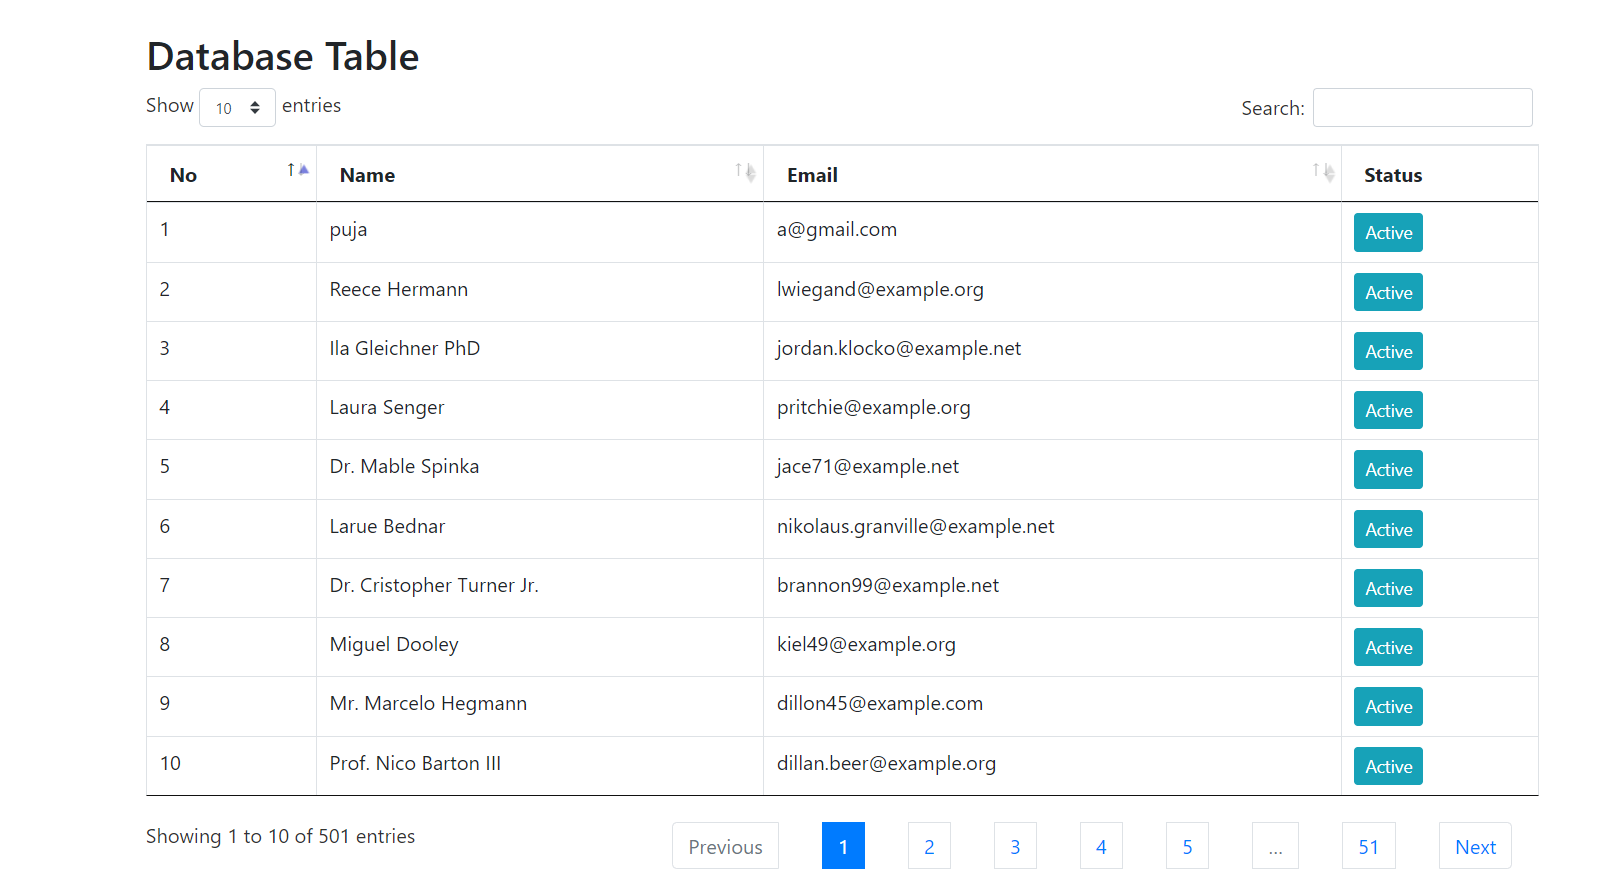 Database Table
Show 10 entries Search:
No Name Email Status
1 puja a@gmail.com Active
2 Reece Hermann lwiegand@example.org Active
3 Ila Gleichner PhD jordan.klocko@example.net Active
4 Laura Senger pritchie@example.org Active
5 Dr. Mable Spinka jace71@example.net Active
6 Larue Bednar nikolaus.granville@example.net Active
7 Dr. Cristopher Turner Jr. brannon99@example.net Active
8 Miguel Dooley kiel49@example.org Active
9 Mr. Marcelo Hegmann dillon45@example.com Active
10 Prof. Nico Barton III dillan.beer@example.org Active
Showing 1 to 10 of 501 entries Previous 1 2 3 4 5 … 51 Next